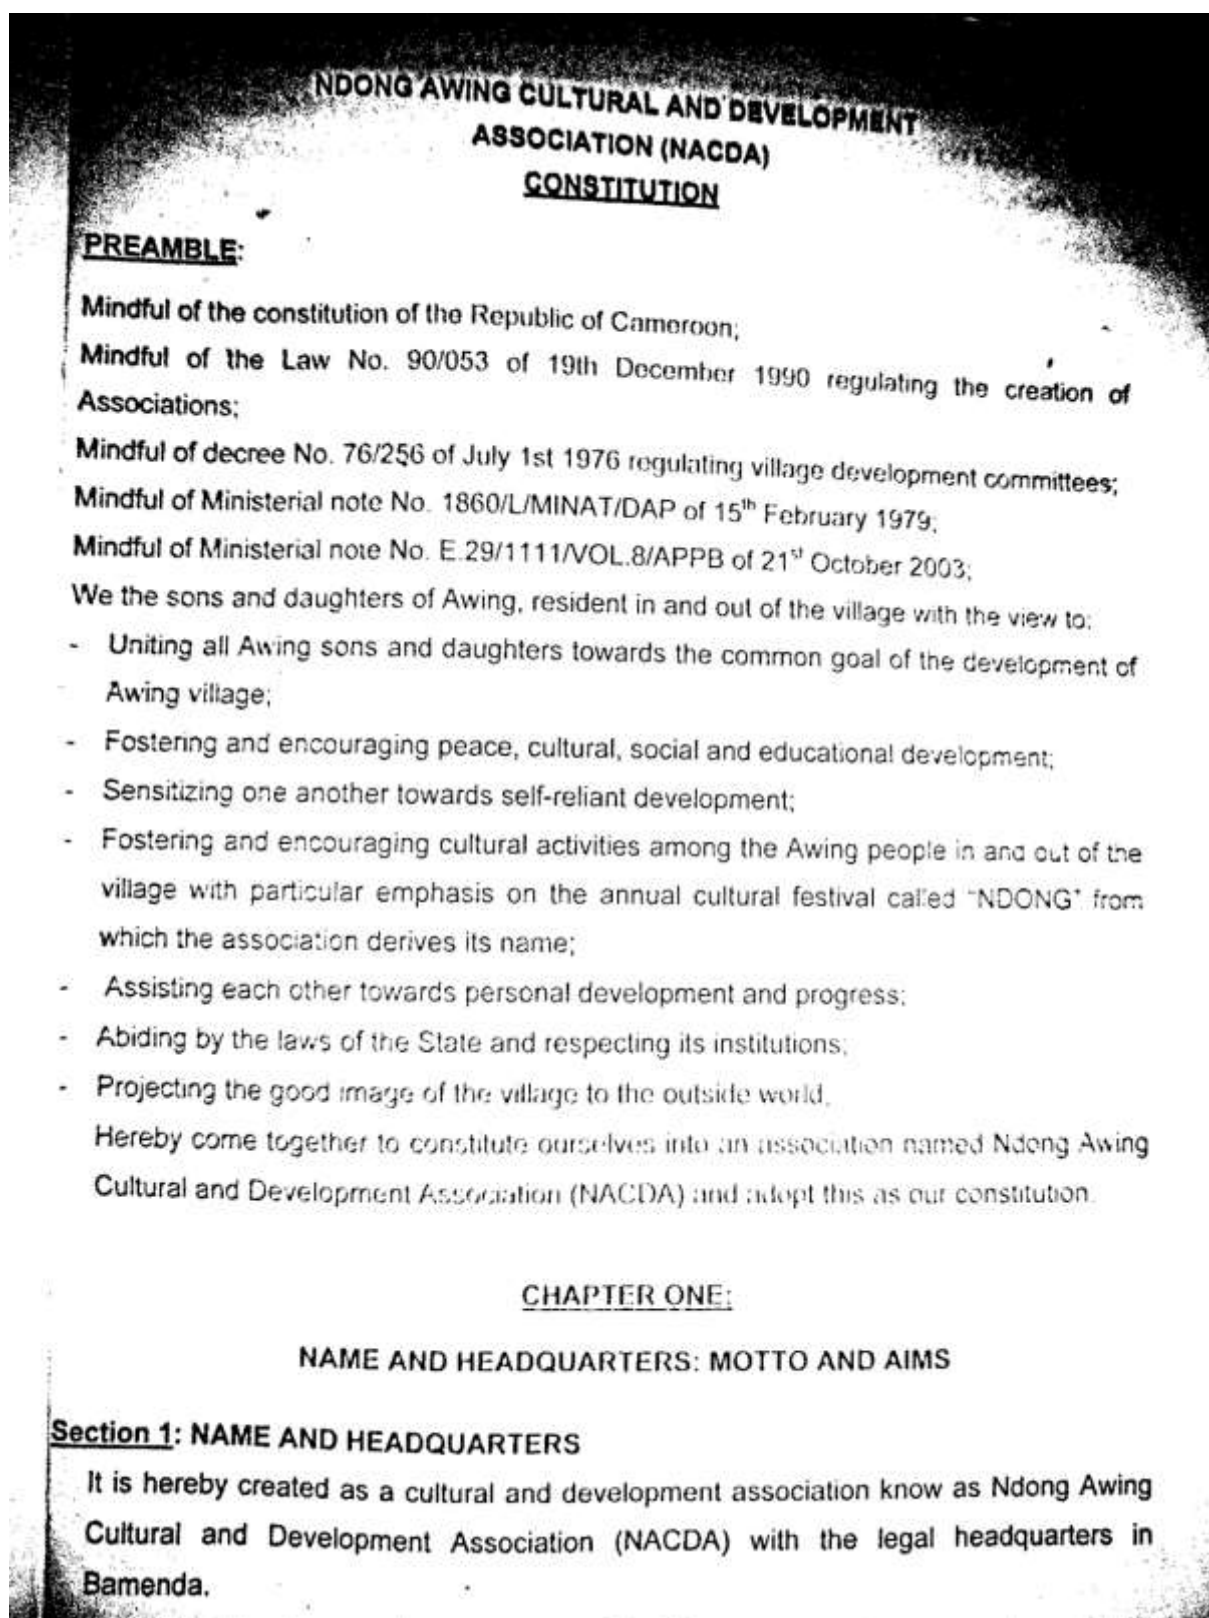 NDONG AWING CULTURAL AND DEVELOPMENT
ASSOCIATION (NACDA)
CONSTITUTION
PREAMBLE:
Mindful of the constitution of the Republic of Cameroon;
Mindful of the Law No. 90/053 of 19th December 1990 regulating the creation of
Associations;
Mindful of decree No. 76/256 of July 1st 1976 regulating village development committees;
Mindful of Ministerial note No. 1860/L/MINAT/DAP of 15th February 1979;
Mindful of Ministerial note No. E.29/1111/VOL.8/APPB of 21st October 2003;
We the sons and daughters of Awing, resident in and out of the village with the view to:
- Uniting all Awing sons and daughters towards the common goal of the development of
Awing village;
- Fostering and encouraging peace, cultural, social and educational development;
- Sensitizing one another towards self-reliant development;
- Fostering and encouraging cultural activities among the Awing people in and out of the
village with particular emphasis on the annual cultural festival called "NDONG" from
which the association derives its name;
- Assisting each other towards personal development and progress;
- Abiding by the laws of the State and respecting its institutions;
- Projecting the good image of the village to the outside world.
Hereby come together to constitute ourselves into an association named Ndong Awing
Cultural and Development Association (NACDA) and adopt this as our constitution.
CHAPTER ONE:
NAME AND HEADQUARTERS: MOTTO AND AIMS
Section 1: NAME AND HEADQUARTERS
It is hereby created as a cultural and development association know as Ndong Awing
Cultural and Development Association (NACDA) with the legal headquarters in
Bamenda.